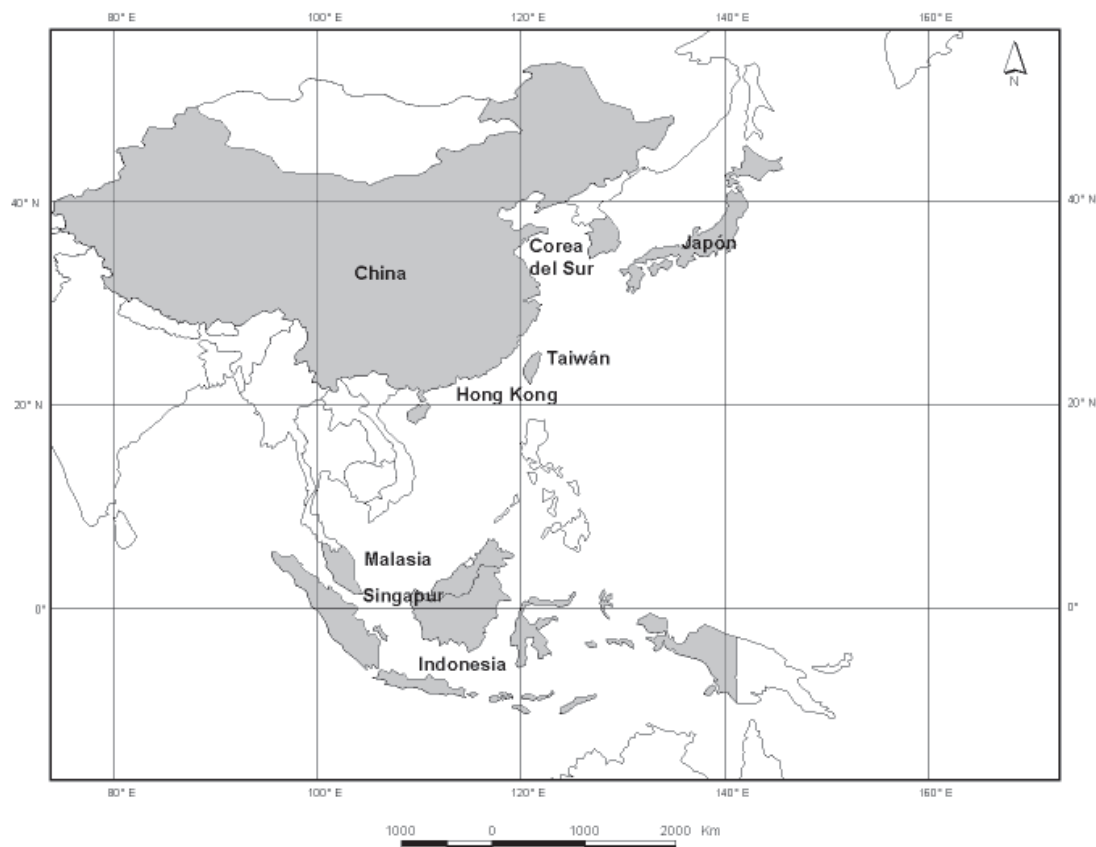 80° E 100° E 120° E 140° E 160° E
N
40° N 40° N
Corea
del Sur
Japón
China
Taiwán
Hong Kong
20° N 20° N
Malasia
Singapur
0° 0°
Indonesia
80° E 100° E 120° E 140° E 160° E
1000 0 1000 2000 Km